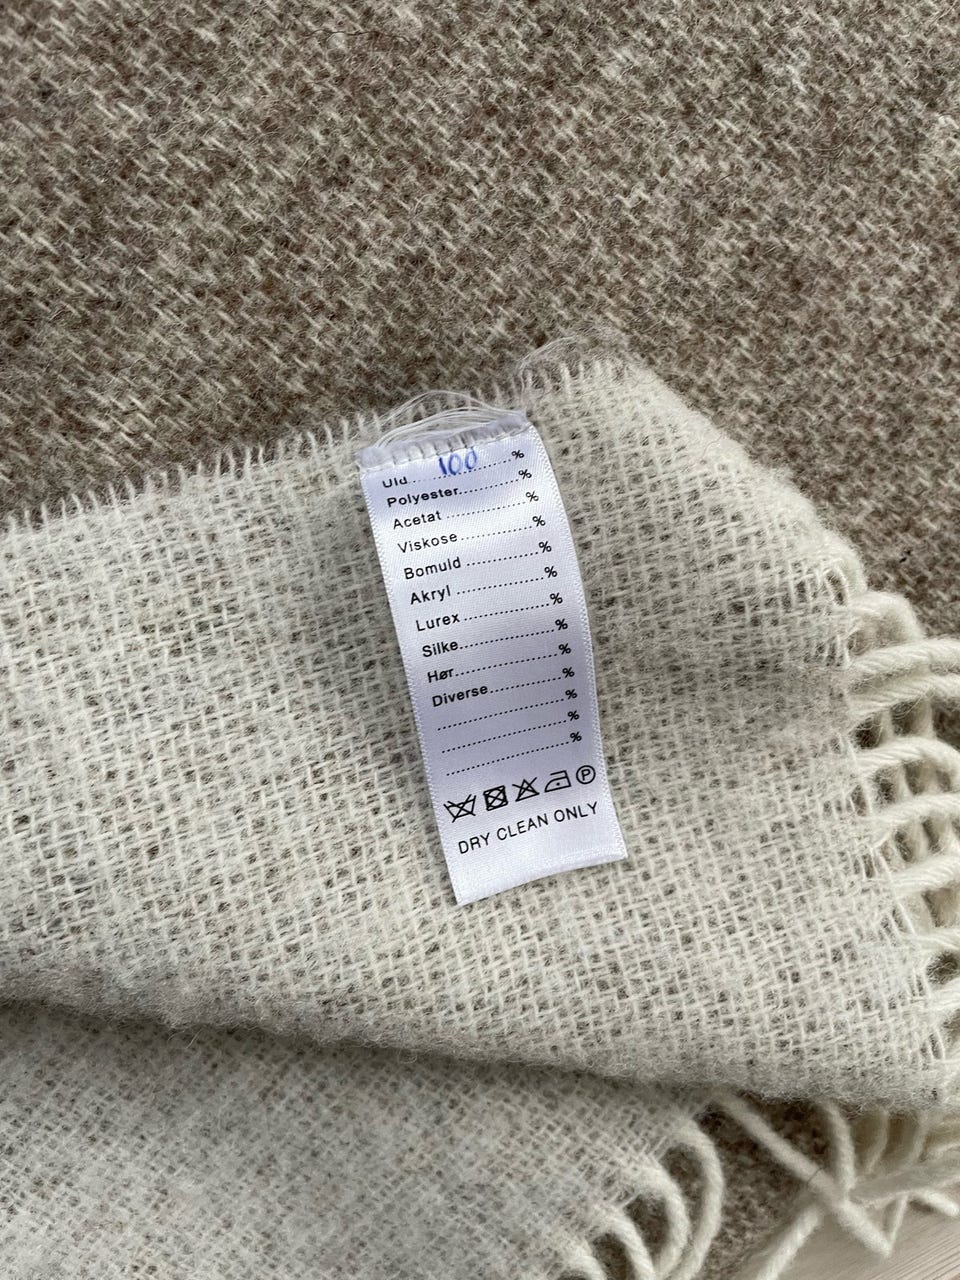 Uld.......100.......%
Polyester...............%
Acetat...............%
Viskose...............%
Bomuld...............%
Akryl...............%
Lurex...............%
Silke...............%
Hør...............%
Diverse...............%
...............%
...............%
...............%
P
DRY CLEAN ONLY